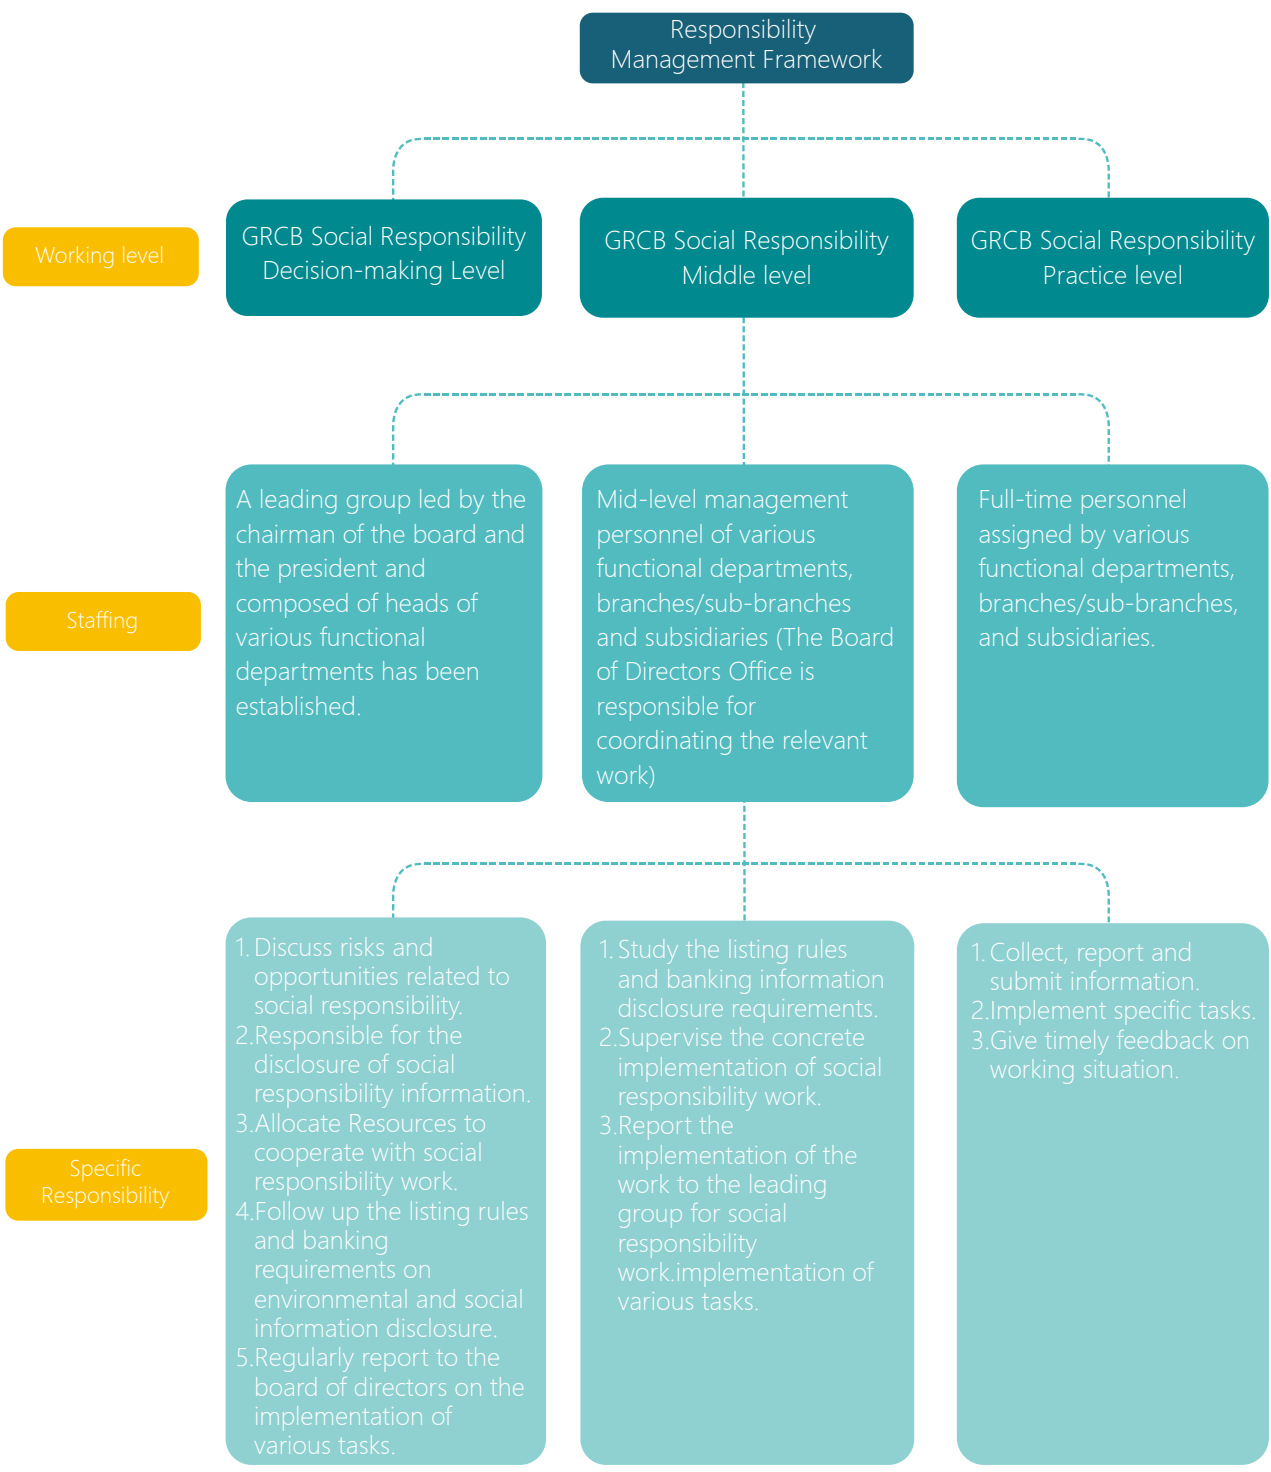 Responsibility
Management Framework
Working level
GRCB Social Responsibility
Decision-making Level
GRCB Social Responsibility
Middle level
GRCB Social Responsibility
Practice level
Staffing
A leading group led by the
chairman of the board and
the president and
composed of heads of
various functional
departments has been
established.
Mid-level management
personnel of various
functional departments,
branches/sub-branches
and subsidiaries (The Board
of Directors Office is
responsible for
coordinating the relevant
work)
Full-time personnel
assigned by various
functional departments,
branches/sub-branches,
and subsidiaries.
Specific
Responsibility
1. Discuss risks and
opportunities related to
social responsibility.
2.Responsible for the
disclosure of social
responsibility information.
3.Allocate Resources to
cooperate with social
responsibility work.
4.Follow up the listing rules
and banking
requirements on
environmental and social
information disclosure.
5.Regularly report to the
board of directors on the
implementation of
various tasks.
1. Study the listing rules
and banking information
disclosure requirements.
2.Supervise the concrete
implementation of social
responsibility work.
3.Report the
implementation of the
work to the leading
group for social
responsibility
work.implementation of
various tasks.
1. Collect, report and
submit information.
2.Implement specific tasks.
3.Give timely feedback on
working situation.